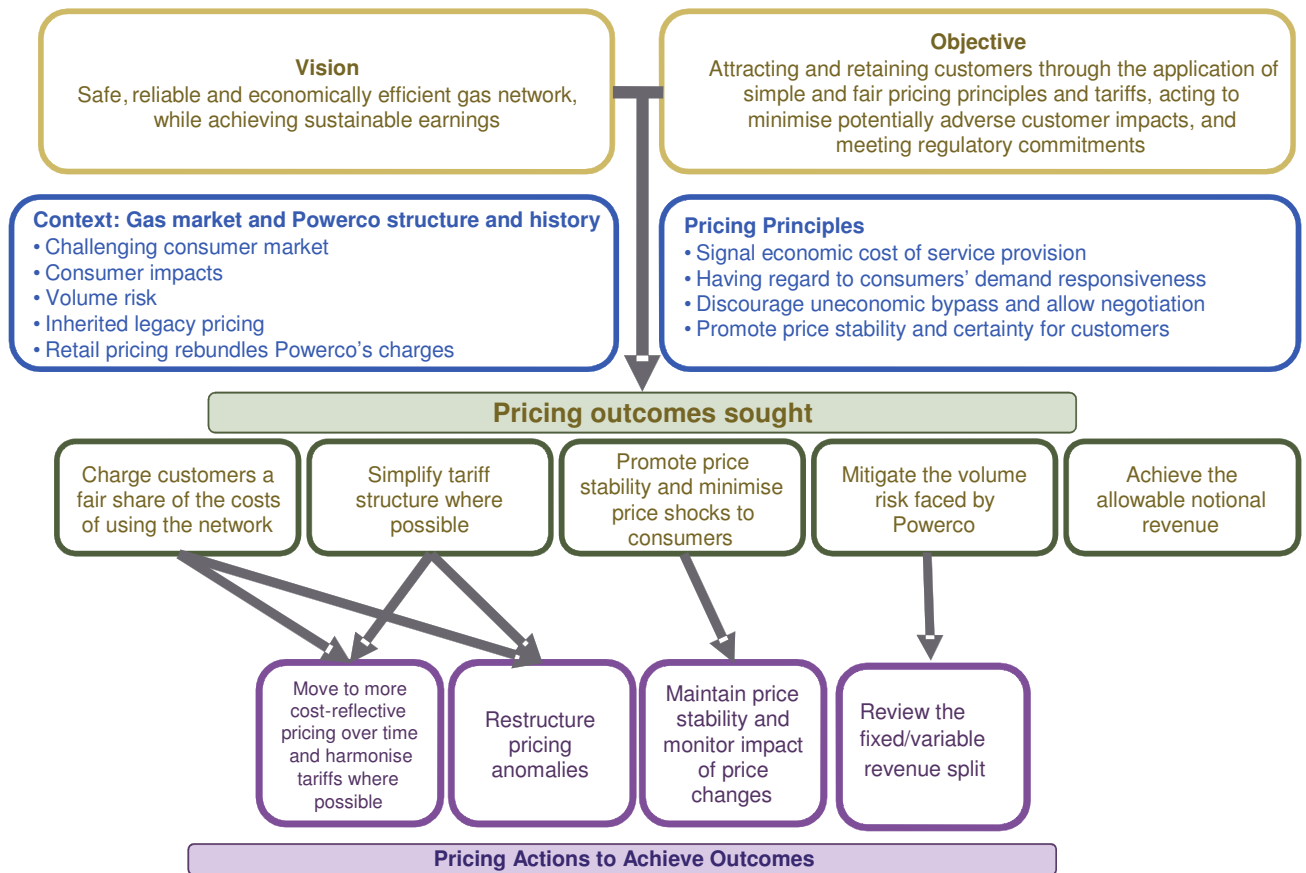 Vision
Safe, reliable and economically efficient gas network,
while achieving sustainable earnings
Objective
Attracting and retaining customers through the application of
simple and fair pricing principles and tariffs, acting to
minimise potentially adverse customer impacts, and
meeting regulatory commitments
Context: Gas market and Powerco structure and history
• Challenging consumer market
• Consumer impacts
• Volume risk
• Inherited legacy pricing
• Retail pricing rebundles Powerco's charges
Pricing Principles
• Signal economic cost of service provision
• Having regard to consumers' demand responsiveness
• Discourage uneconomic bypass and allow negotiation
• Promote price stability and certainty for customers
Pricing outcomes sought
Charge customers a
fair share of the costs
of using the network
Simplify tariff
structure where
possible
Promote price
stability and minimise
price shocks to
consumers
Mitigate the volume
risk faced by
Powerco
Achieve the
allowable notional
revenue
Move to more
cost-reflective
pricing over time
and harmonise
tariffs where
possible
Restructure
pricing
anomalies
Maintain price
stability and
monitor impact
of price
changes
Review the
fixed/variable
revenue split
Pricing Actions to Achieve Outcomes